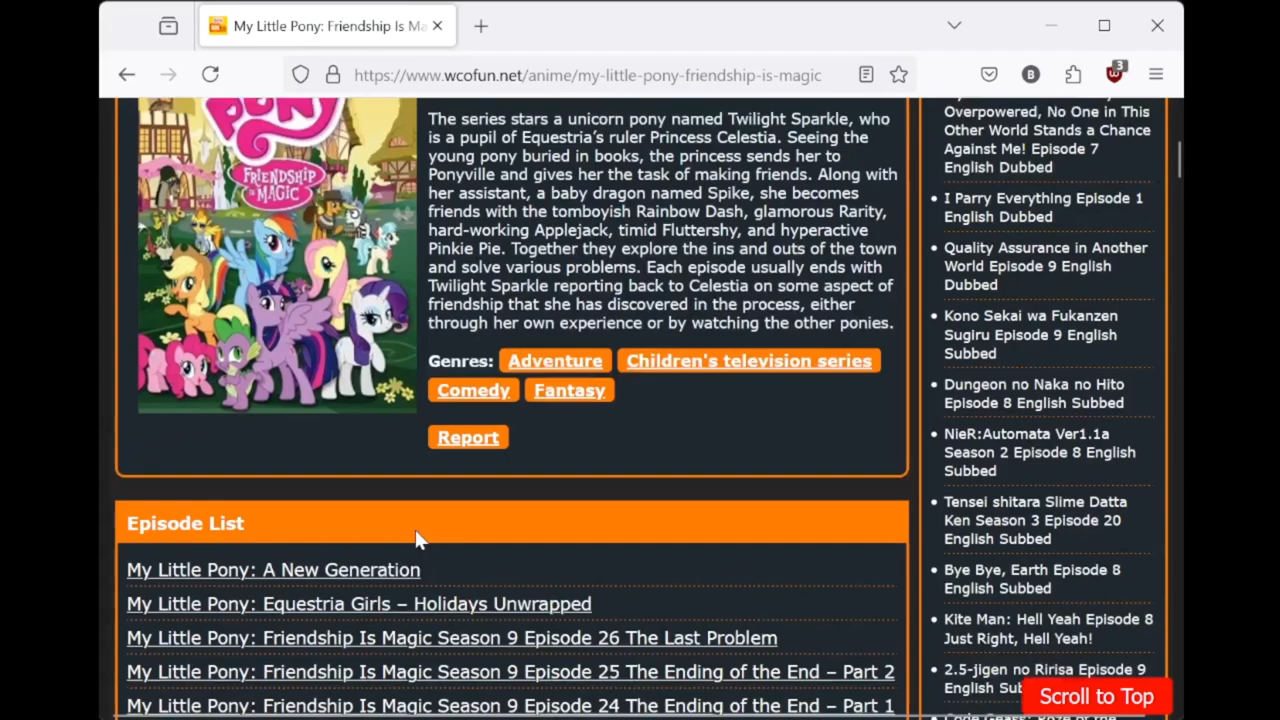 My Little Pony: Friendship Is Ma
https://www.wcofun.net/anime/my-little-pony-friendship-is-magic
B
3
PONY
FRIENDSHIP
IS MAGIC
The series stars a unicorn pony named Twilight Sparkle, who
is a pupil of Equestria’s ruler Princess Celestia. Seeing the
young pony buried in books, the princess sends her to
Ponyville and gives her the task of making friends. Along with
her assistant, a baby dragon named Spike, she becomes
friends with the tomboyish Rainbow Dash, glamorous Rarity,
hard-working Applejack, timid Fluttershy, and hyperactive
Pinkie Pie. Together they explore the ins and outs of the town
and solve various problems. Each episode usually ends with
Twilight Sparkle reporting back to Celestia on some aspect of
friendship that she has discovered in the process, either
through her own experience or by watching the other ponies.
Genres: Adventure Children's television series
Comedy Fantasy
Report
Episode List
My Little Pony: A New Generation
My Little Pony: Equestria Girls – Holidays Unwrapped
My Little Pony: Friendship Is Magic Season 9 Episode 26 The Last Problem
My Little Pony: Friendship Is Magic Season 9 Episode 25 The Ending of the End – Part 2
My Little Pony: Friendship Is Magic Season 9 Episode 24 The Ending of the End – Part 1
Overpowered, No One in This
Other World Stands a Chance
Against Me! Episode 7
English Dubbed
I Parry Everything Episode 1
English Dubbed
Quality Assurance in Another
World Episode 9 English
Dubbed
Kono Sekai wa Fukanzen
Sugiru Episode 9 English
Subbed
Dungeon no Naka no Hito
Episode 8 English Subbed
NieR:Automata Ver1.1a
Season 2 Episode 8 English
Subbed
Tensei shitara Slime Datta
Ken Season 3 Episode 20
English Subbed
Bye Bye, Earth Episode 8
English Subbed
Kite Man: Hell Yeah Episode 8
Just Right, Hell Yeah!
2.5-jigen no Ririsa Episode 9
English Su
Scroll to Top